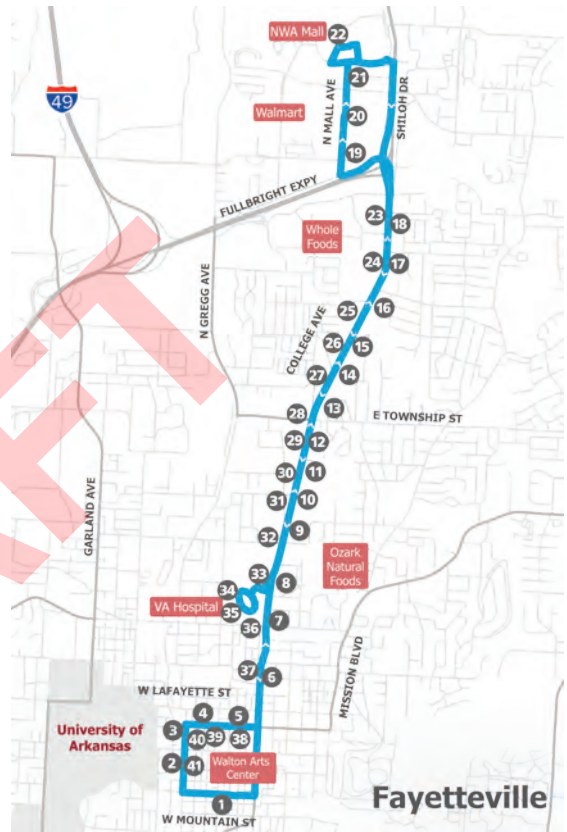 NWA Mall
22
21
49
N MALL AVE
SHILOH DR
Walmart
20
19
FULLBRIGHT EXPY
23
18
Whole
Foods
24
17
N GREGG AVE
25
16
COLLEGE AVE
26
15
27
14
28
13
E TOWNSHIP ST
29
12
30
11
GARLAND AVE
31
10
32
9
Ozark
Natural
Foods
33
8
34
VA Hospital
35
36
7
MISSION BLVD
37
6
W LAFAYETTE ST
4
5
3
University of
Arkansas
40
39
38
2
41
Walton Arts
Center
1
W MOUNTAIN ST
Fayetteville